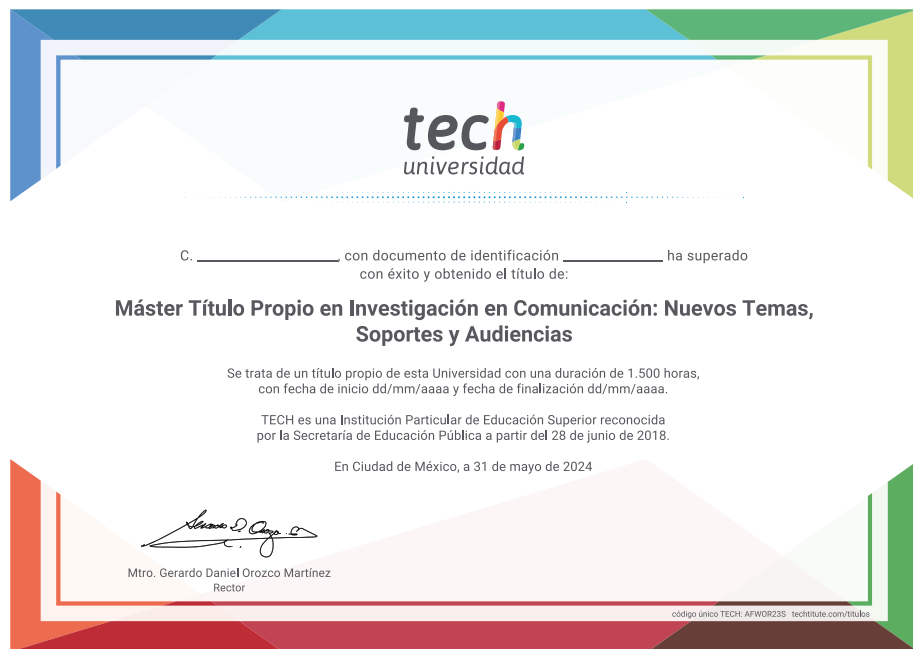 tech
universidad
C. ________________, con documento de identificación ___________ ha superado
con éxito y obtenido el título de:
Máster Título Propio en Investigación en Comunicación: Nuevos Temas,
Soportes y Audiencias
Se trata de un título propio de esta Universidad con una duración de 1.500 horas,
con fecha de inicio dd/mm/aaaa y fecha de finalización dd/mm/aaaa.
TECH es una Institución Particular de Educación Superior reconocida
por la Secretaría de Educación Pública a partir del 28 de junio de 2018.
En Ciudad de México, a 31 de mayo de 2024
Mtro. Gerardo Daniel Orozco Martínez
Rector
código único TECH: AFWOR23S techtitute.com/titulos